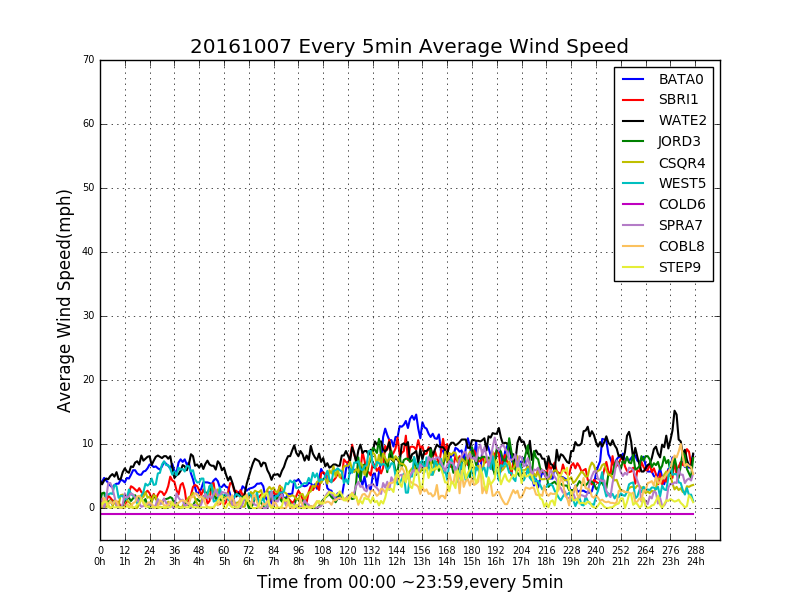 20161007 Every 5min Average Wind Speed
Average Wind Speed(mph)
70
60
50
40
30
20
10
0
BATA0
SBRI1
WATE2
JORD3
CSQR4
WEST5
COLD6
SPRA7
COBL8
STEP9
0 12 24 36 48 60 72 84 96 108 120 132 144 156 168 180 192 204 216 228 240 252 264 276 288
0h 1h 2h 3h 4h 5h 6h 7h 8h 9h 10h 11h 12h 13h 14h 15h 16h 17h 18h 19h 20h 21h 22h 23h 24h
Time from 00:00 ~23:59,every 5min